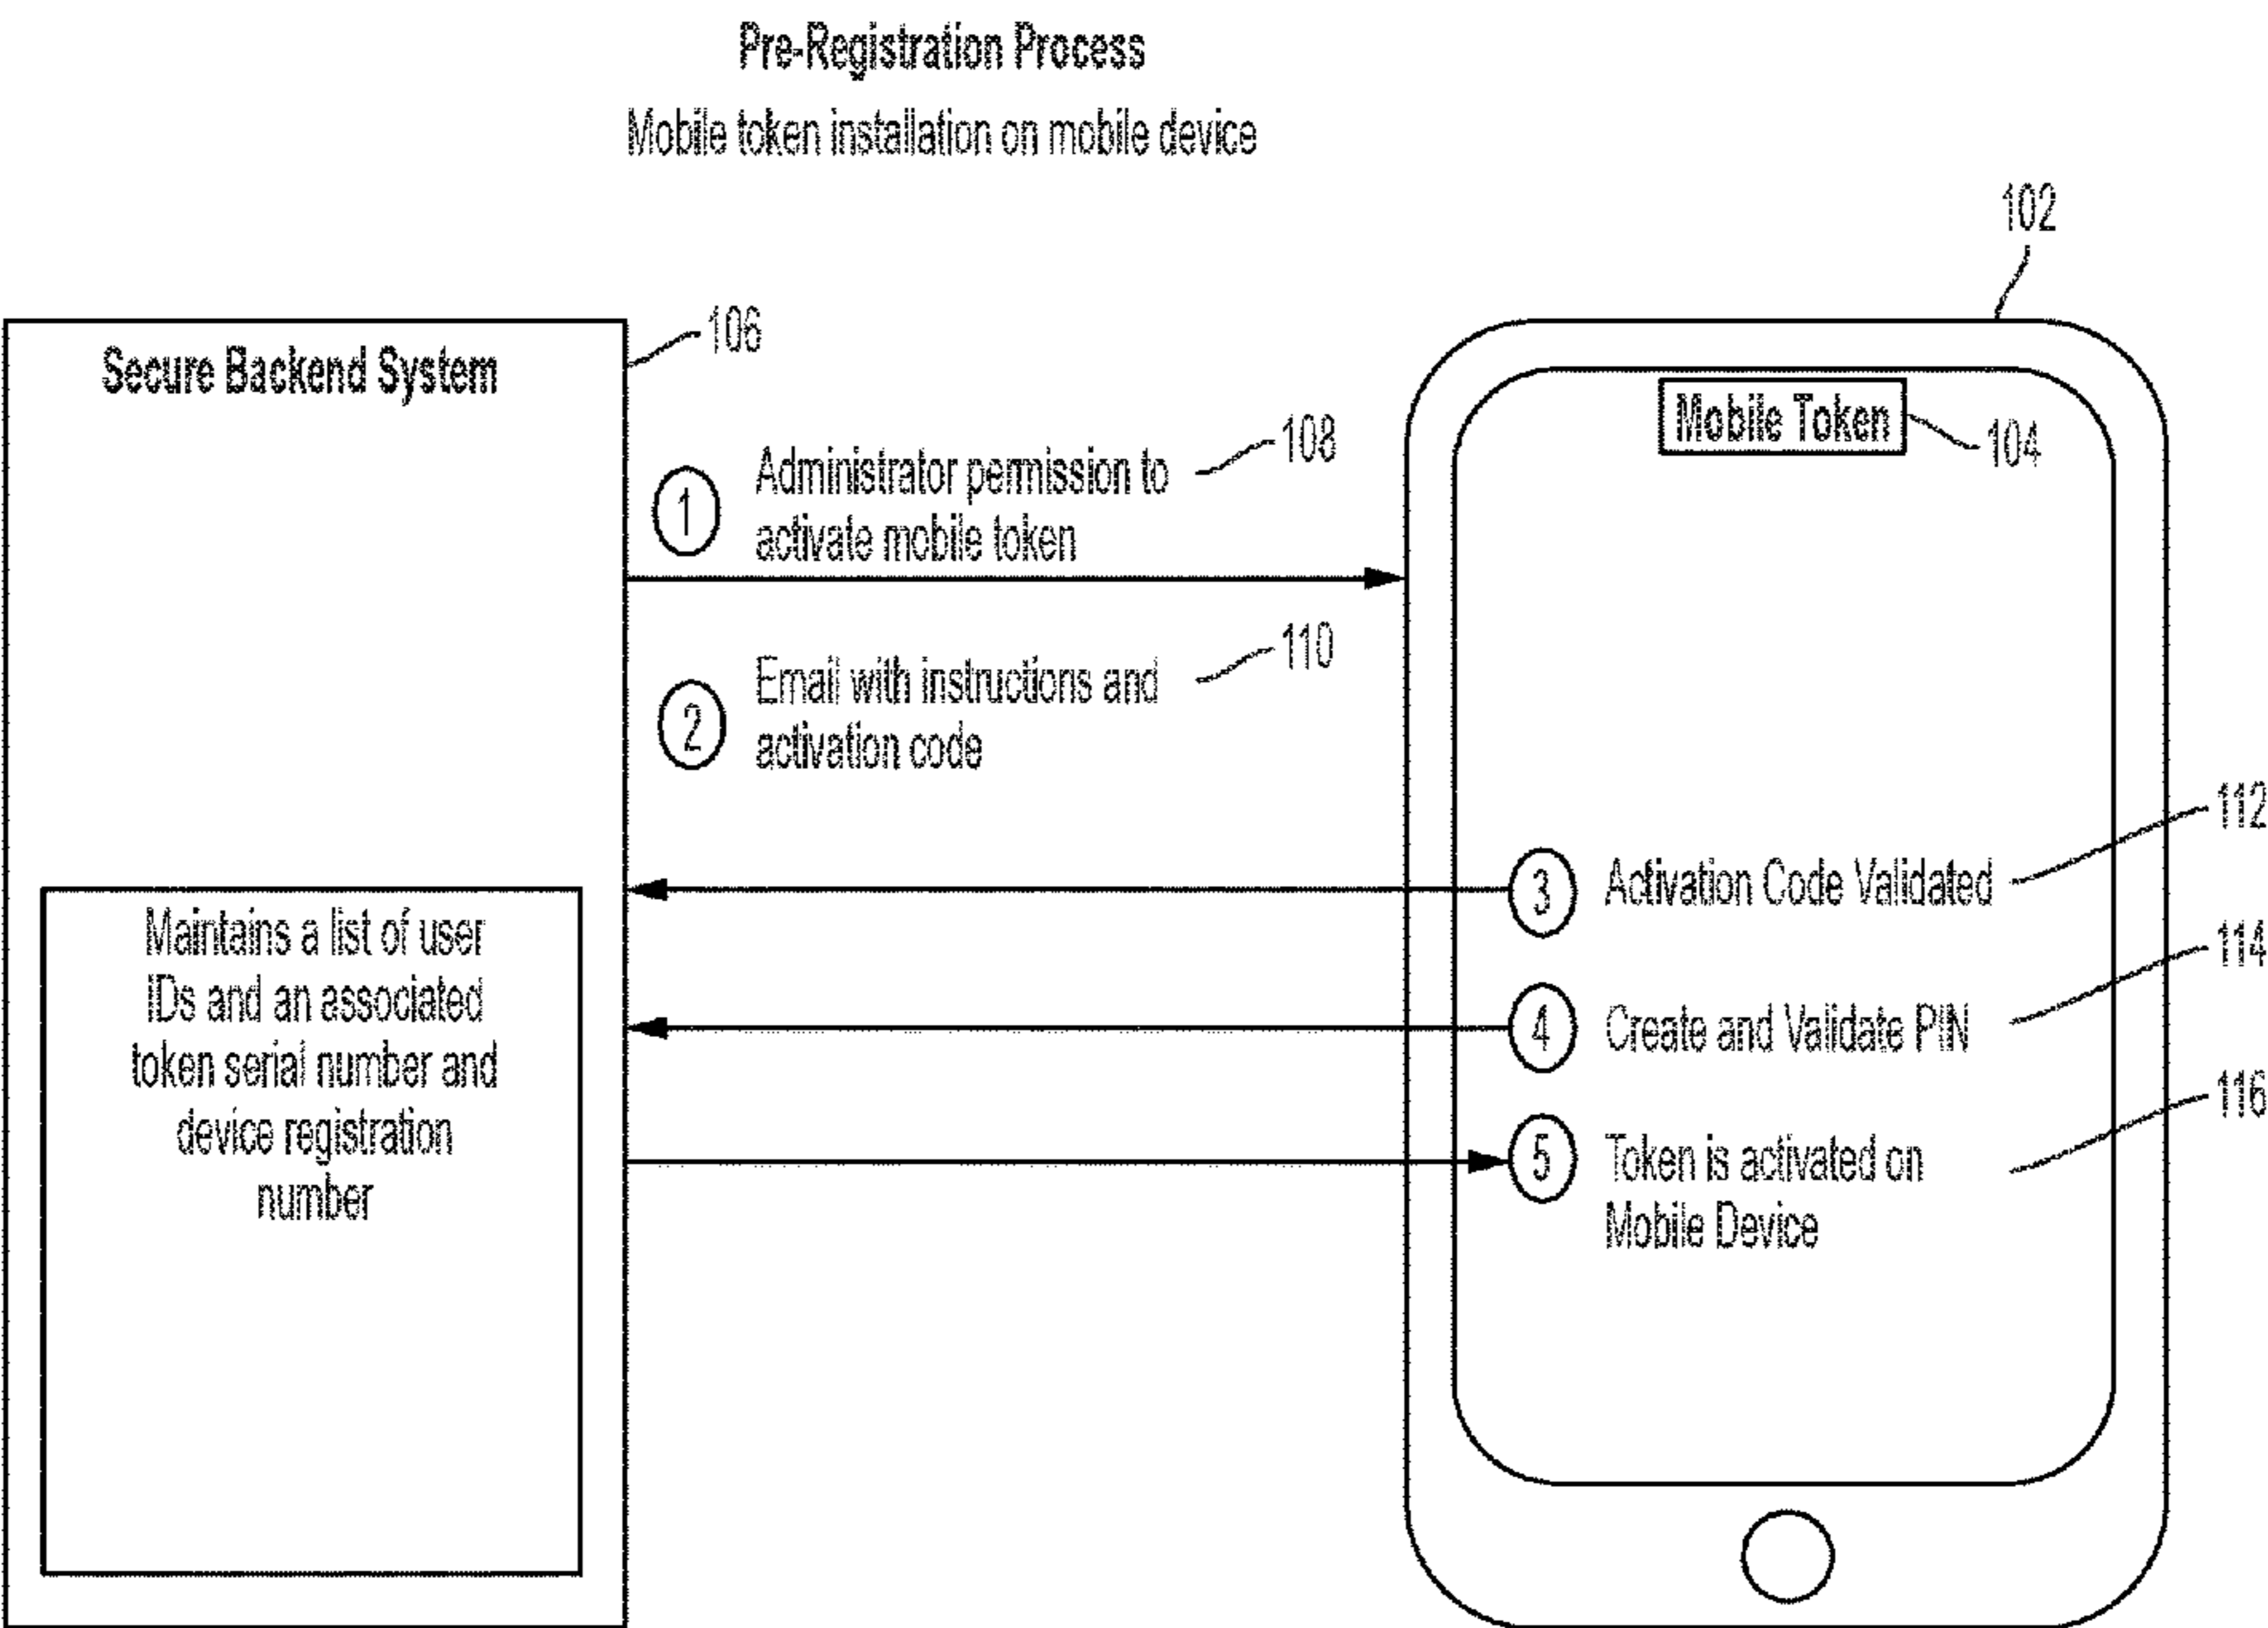 Pre-Registration Process
Mobile token installation on mobile device
102
106
Secure Backend System
Mobile Token
104
108
1
Administrator permission to
activate mobile token
110
2
Email with instructions and
activation code
112
3
Activation Code Validated
Maintains a list of user
IDs and an associated
token serial number and
device registration
number
114
4
Create and Validate PIN
116
5
Token is activated on
Mobile Device